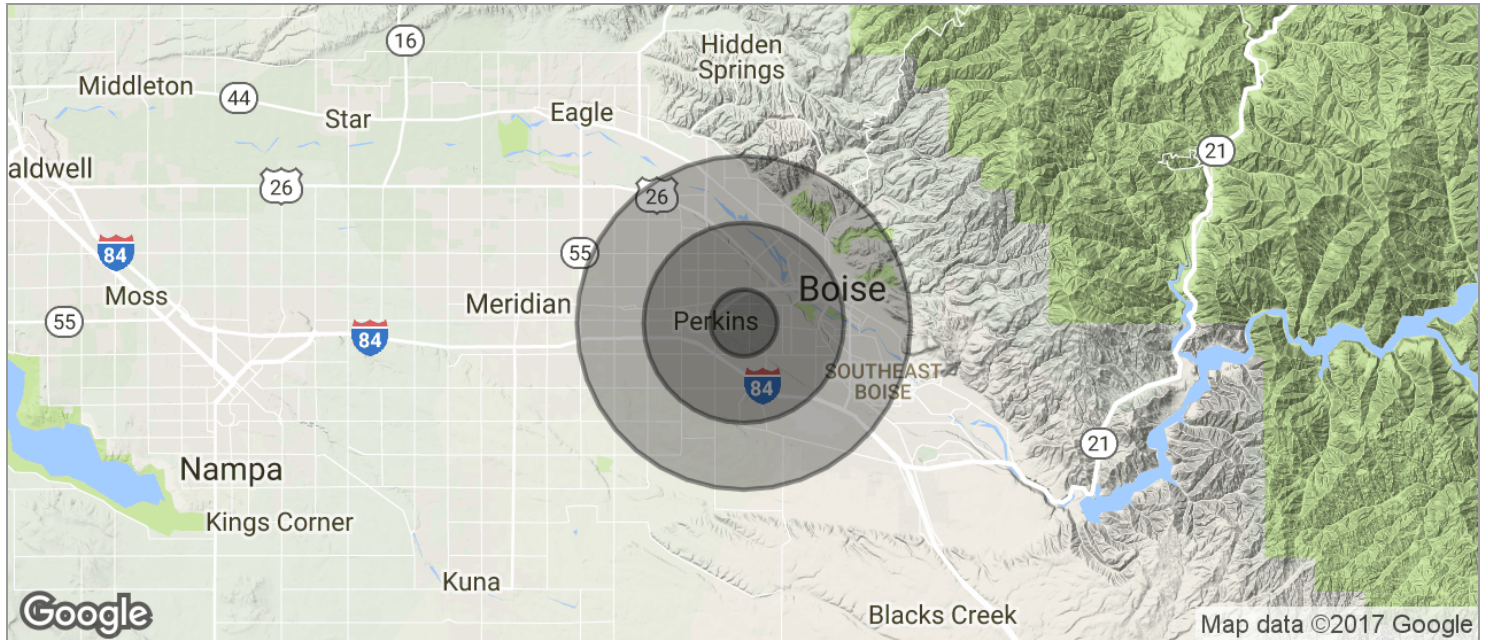 16
Hidden
Springs
Middleton
44
Star
Eagle
21
aldwell
26
26
84
55
Boise
Moss
Meridian
55
Perkins
84
SOUTHEAST
BOISE
84
21
Nampa
Kings Corner
Kuna
Blacks Creek
Google
Map data ©2017 Google